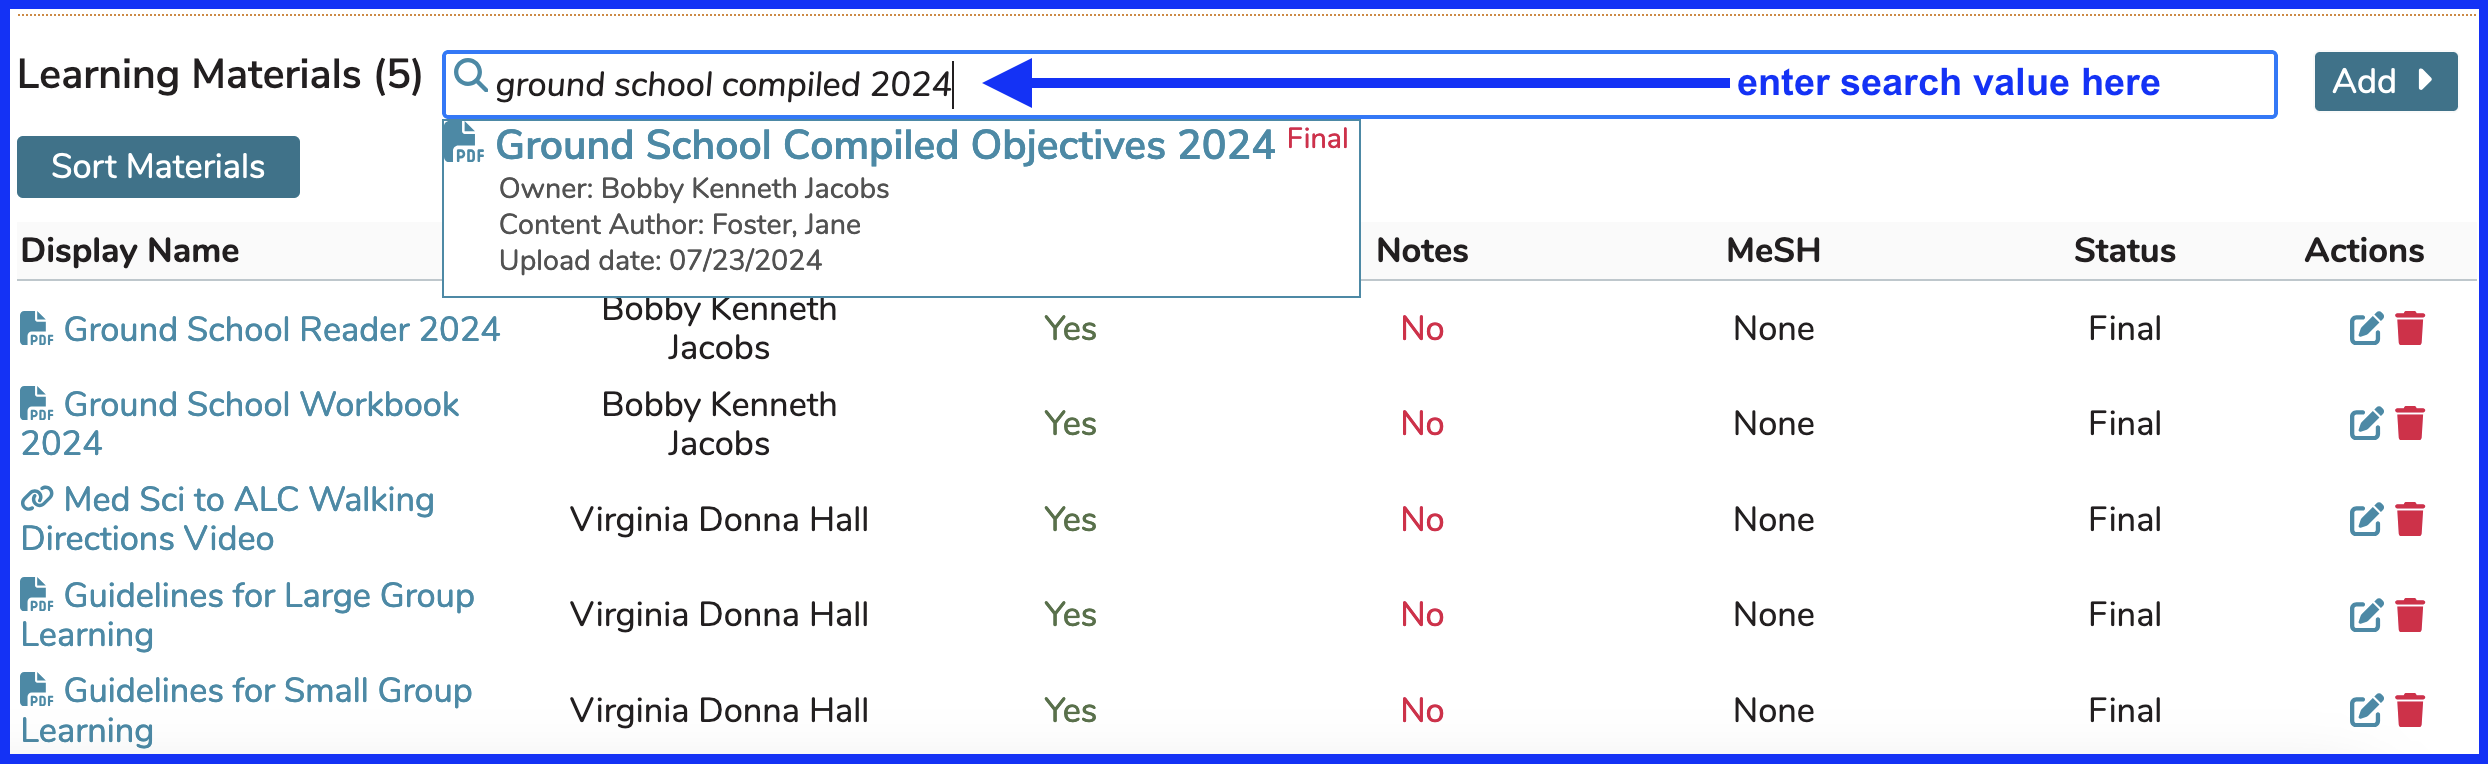 Learning Materials (5)
ground school compiled 2024
enter search value here
Add
Sort Materials
PDF Ground School Compiled Objectives 2024 Final
Owner: Bobby Kenneth Jacobs
Content Author: Foster, Jane
Upload date: 07/23/2024
Display Name Notes MeSH Status Actions
PDF Ground School Reader 2024 Bobby Kenneth Jacobs Yes No None Final
PDF Ground School Workbook
2024 Bobby Kenneth Jacobs Yes No None Final
Med Sci to ALC Walking
Directions Video Virginia Donna Hall Yes No None Final
PDF Guidelines for Large Group
Learning Virginia Donna Hall Yes No None Final
PDF Guidelines for Small Group
Learning Virginia Donna Hall Yes No None Final